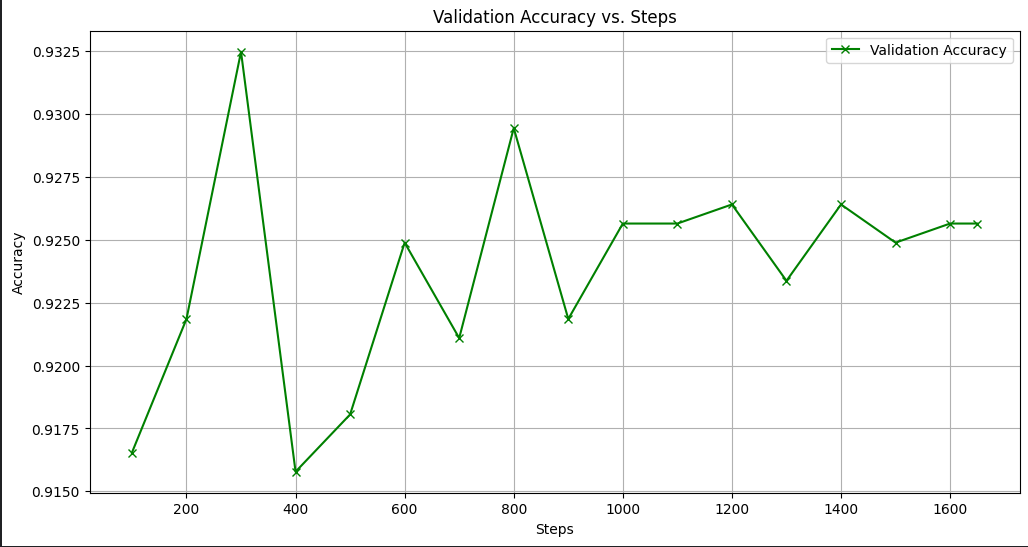 Validation Accuracy vs. Steps
Validation Accuracy
0.9325
0.9300
0.9275
0.9250
0.9225
0.9200
0.9175
0.9150
Accuracy
200 400 600 800 1000 1200 1400 1600
Steps